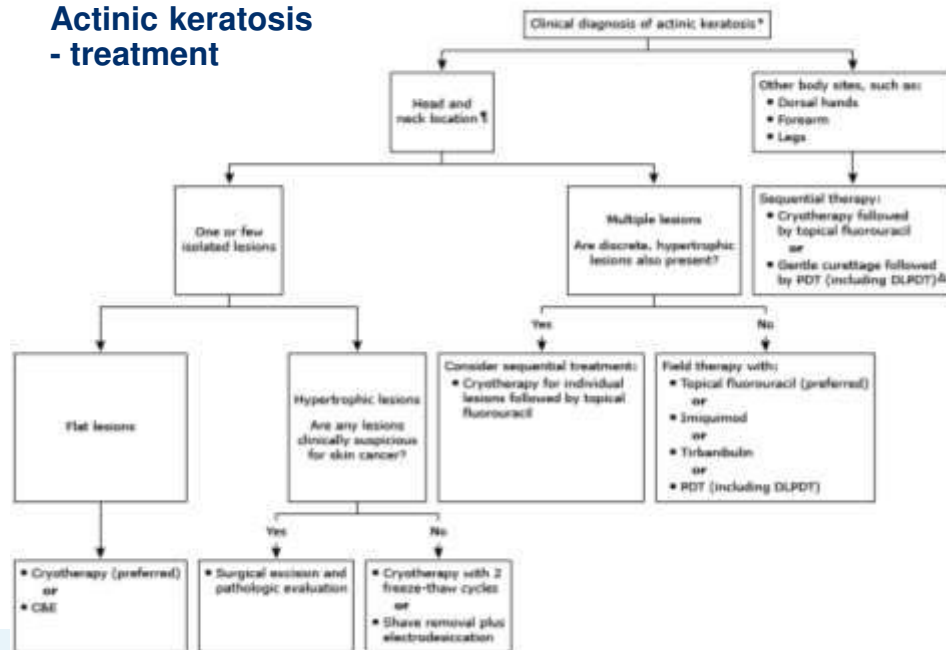 Actinic keratosis
- treatment
Clinical diagnosis of actinic keratosis*
Head and
neck location¶
Other body sites, such as:
• Dorsal hands
• Forearm
• Legs
One or few
isolated lesions
Multiple lesions
Are discrete, hypertrophic
lesions also present?
Sequential therapy:
• Cryotherapy followed
by topical fluorouracil
or
• Gentle curettage followed
by PDT (including DLPDT)Δ
Yes
No
Flat lesions
Hypertrophic lesions
Are any lesions
clinically suspicious
for skin cancer?
Consider sequential treatment:
• Cryotherapy for individual
lesions followed by topical
fluorouracil
Field therapy with:
• Topical fluorouracil (preferred)
or
• Imiquimod
or
• Tirbanibulin
or
• PDT (including DLPDT)
Yes
No
• Cryotherapy (preferred)
or
• C&E
• Surgical excision and
pathologic evaluation
• Cryotherapy with 2
freeze-thaw cycles
or
• Shave removal plus
electrodesiccation